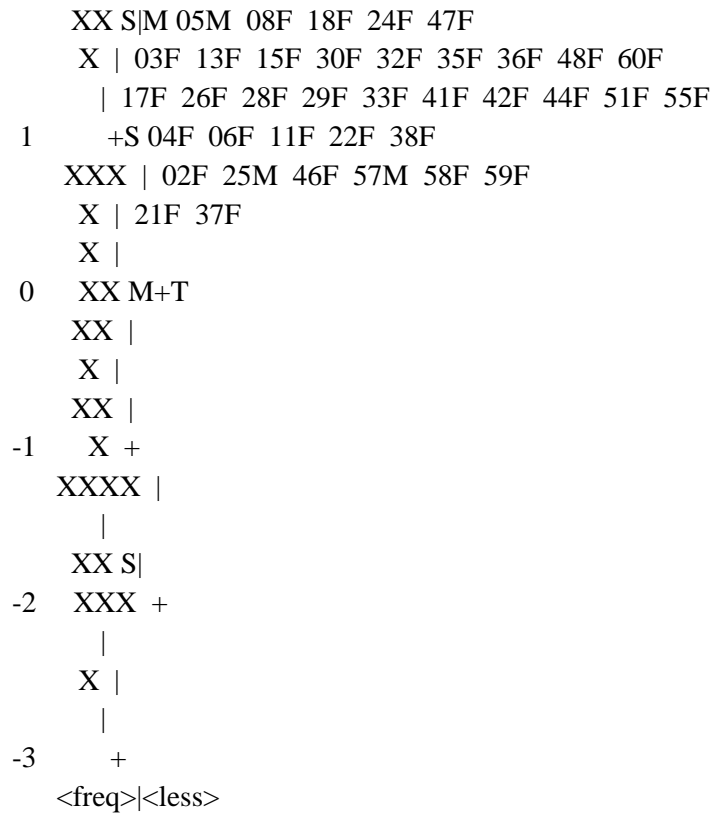 XX S|M 05M 08F 18F 24F 47F
X | 03F 13F 15F 30F 32F 35F 36F 48F 60F
| 17F 26F 28F 29F 33F 41F 42F 44F 51F 55F
1 +S 04F 06F 11F 22F 38F
XXX | 02F 25M 46F 57M 58F 59F
X | 21F 37F
X |
0 XX M+T
XX |
X |
XX |
-1 X +
XXXX |
|
XX S|
-2 XXX +
|
X |
|
-3 +
<freq>|<less>